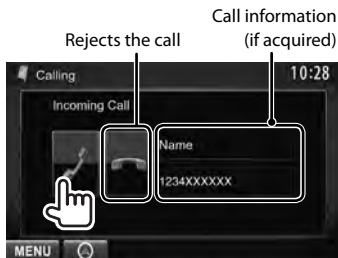 Call information
Rejects the call
(if acquired)
Calling
10:28
Incoming Call
Name
1234XXXXXX
MENU